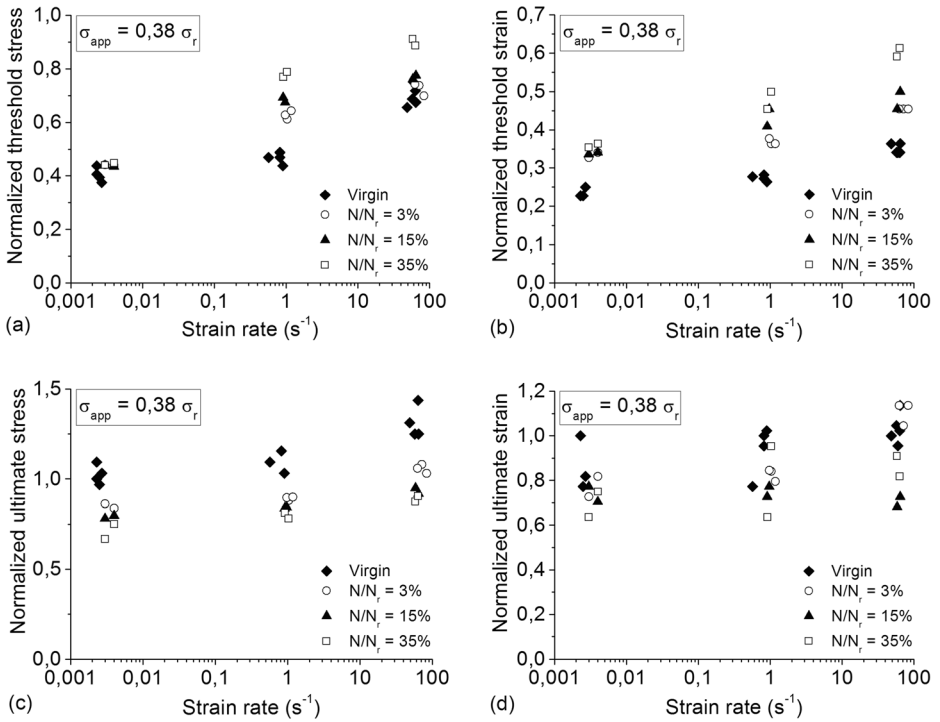 (a)
Normalized threshold stress
1,0
0,8
0,6
0,4
0,2
0,0
σapp = 0,38 σr
Virgin
N/Nr = 3%
N/Nr = 15%
N/Nr = 35%
0,001 0,01 0,1 1 10 100
Strain rate (s-1)
(b)
Normalized threshold strain
0,7
0,6
0,5
0,4
0,3
0,2
0,1
0,0
σapp = 0,38 σr
Virgin
N/Nr = 3%
N/Nr = 15%
N/Nr = 35%
0,001 0,01 0,1 1 10 100
Strain rate (s-1)
(c)
Normalized ultimate stress
1,5
1,0
0,5
0,0
σapp = 0,38 σr
Virgin
N/Nr = 3%
N/Nr = 15%
N/Nr = 35%
0,001 0,01 0,1 1 10 100
Strain rate (s-1)
(d)
Normalized ultimate strain
1,2
1,0
0,8
0,6
0,4
0,2
0,0
σapp = 0,38 σr
Virgin
N/Nr = 3%
N/Nr = 15%
N/Nr = 35%
0,001 0,01 0,1 1 10 100
Strain rate (s-1)